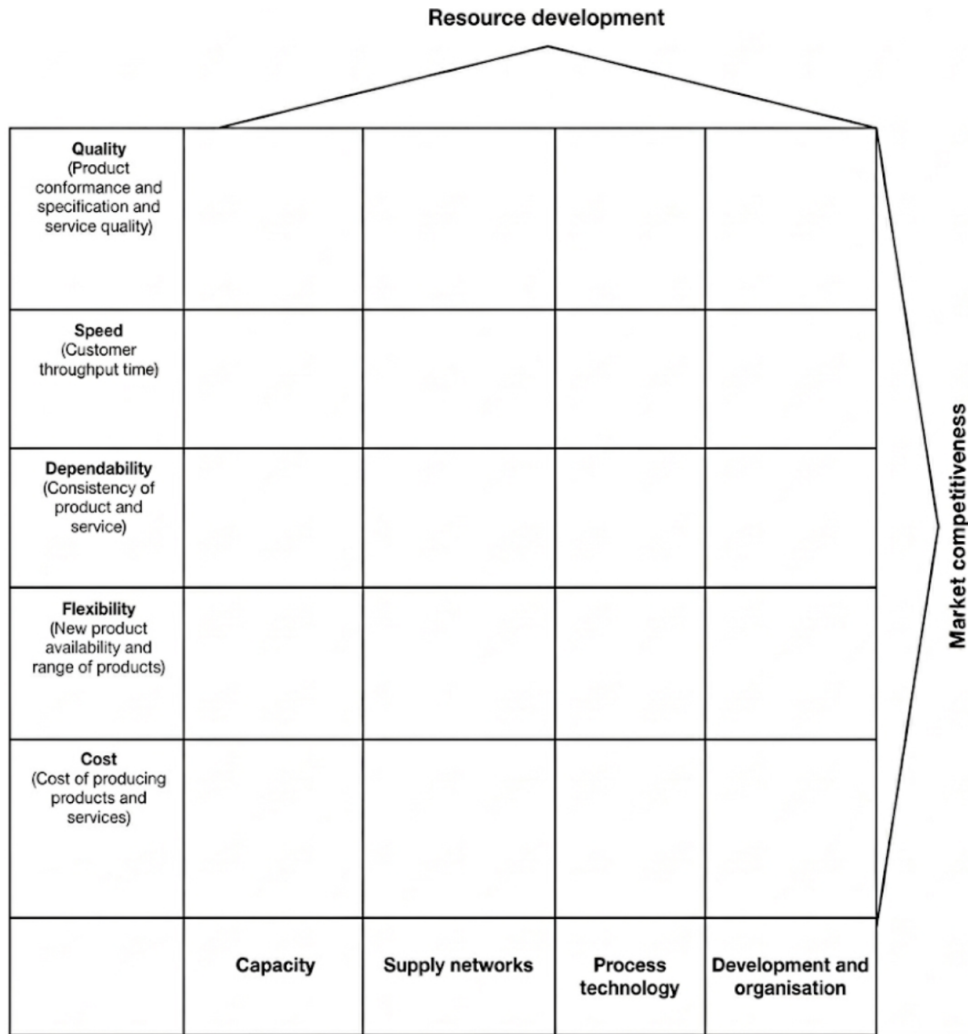 Resource development
Quality
(Product
conformance and
specification and
service quality)
Speed
(Customer
throughput time)
Dependability
(Consistency of
product and
service)
Flexibility
(New product
availability and
range of products)
Cost
(Cost of producing
products and
services)
Market competitiveness
Capacity
Supply networks
Process
technology
Development and
organisation